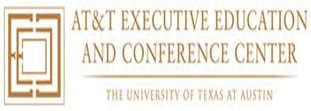 AT&T EXECUTIVE EDUCATION
AND CONFERENCE CENTER
THE UNIVERSITY OF TEXAS AT AUSTIN